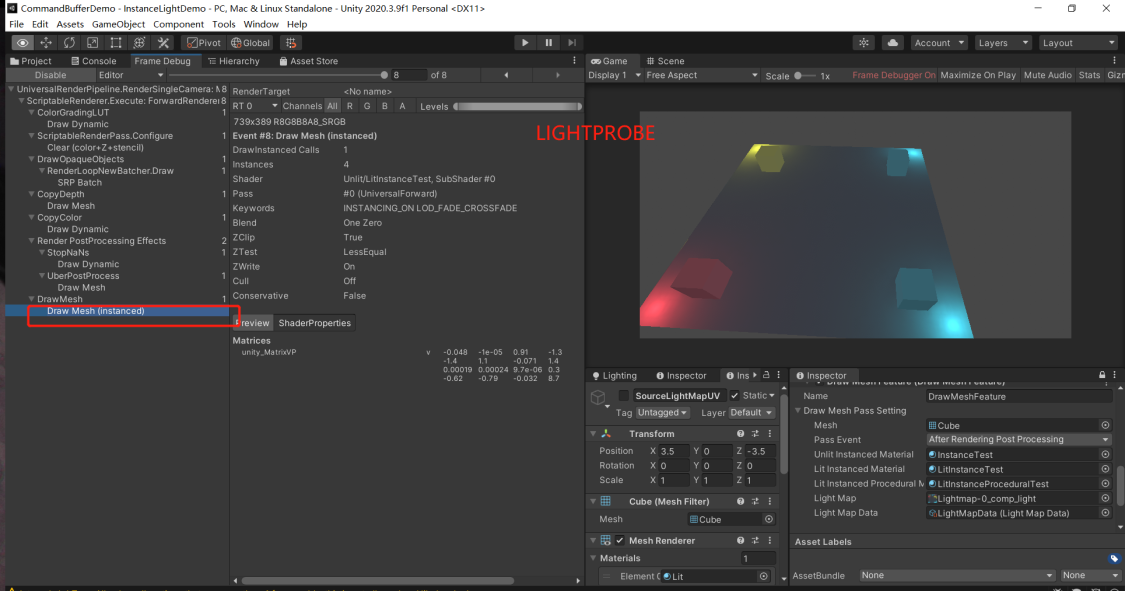 CommandBufferDemo - InstanceLightDemo - PC, Mac & Linux Standalone - Unity 2020.3.9f1 Personal <DX11>
File Edit Assets GameObject Component Tools Window Help
Pivot Global Account Layers Layout
Project Console Frame Debug Hierarchy Asset Store
Disable Editor 8 of 8
UniversalRenderPipeline.RenderSingleCamera: 8
ScriptableRenderer.Execute: ForwardRenderer 8
ColorGradingLUT 1
Draw Dynamic
ScriptableRenderPass.Configure 1
Clear (color+Z+stencil)
DrawOpaqueObjects 1
RenderLoopNewBatcher.Draw 1
SRP Batch
CopyDepth 1
Draw Mesh
CopyColor 1
Draw Dynamic
Render PostProcessing Effects 2
StopNaNs 1
Draw Dynamic
UberPostProcess 1
Draw Mesh
DrawMesh 1
Draw Mesh (instanced)
RenderTarget <No name>
RT 0 Channels All R G B A Levels
739x389 R8G8B8A8_SRGB
Event #8: Draw Mesh (instanced)
DrawInstanced Calls 1
Instances 4
Shader Unlit/LitInstanceTest, SubShader #0
Pass #0 (UniversalForward)
Keywords INSTANCING_ON LOD_FADE_CROSSFADE
Blend One Zero
ZClip True
ZTest LessEqual
ZWrite On
Cull Off
Conservative False
Preview ShaderProperties
Matrices
unity_MatrixVP v -0.048 -1e-05 0.91 -1.3
-1.4 1.1 -0.071 1.4
0.00019 0.00024 9.7e-06 0.3
-0.62 -0.79 -0.032 8.7
Game Scene
Display 1 Free Aspect Scale 1x Frame Debugger On Maximize On Play Mute Audio Stats Giz
LIGHTPROBE
Lighting Inspector Ins
SourceLightMapUV Static
Tag Untagged Layer Default
Transform
Position X 3.5 Y 0 Z -3.5
Rotation X 0 Y 0 Z 0
Scale X 1 Y 1 Z 1
Cube (Mesh Filter)
Mesh Cube
Mesh Renderer
Materials 1
Element 0 Lit
Inspector
Draw Mesh Feature (Draw Mesh Feature)
Name DrawMeshFeature
Draw Mesh Pass Setting
Mesh Cube
Pass Event After Rendering Post Processing
Unlit Instanced Material InstanceTest
Lit Instanced Material LitInstanceTest
Lit Instanced Procedural M LitInstanceProceduralTest
Light Map Lightmap-0_comp_light
Light Map Data LightMapData (Light Map Data)
Asset Labels
AssetBundle None None